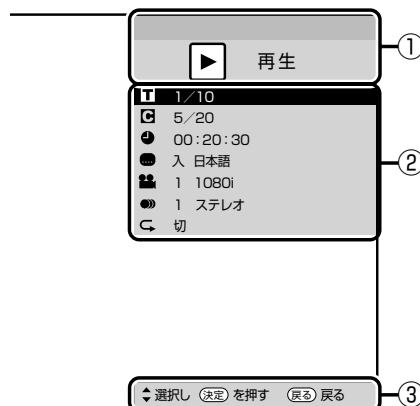 ①
▶ 再生
T 1/10
C 5/20
00:20:30
入 日本語
1 1080i
1 ステレオ
切
②
選択し 決定 を押す 戻る 戻る
③